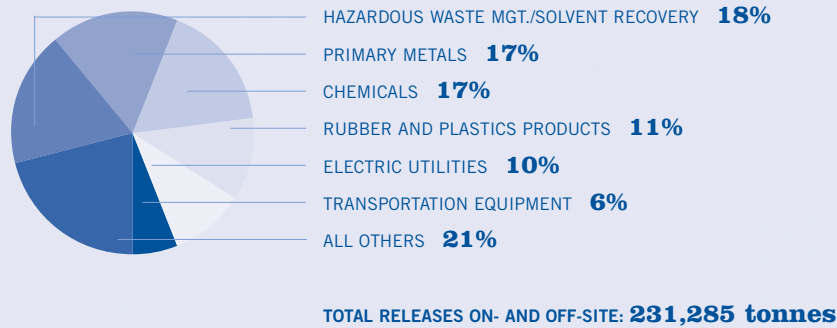 HAZARDOUS WASTE MGT./SOLVENT RECOVERY 18%
PRIMARY METALS 17%
CHEMICALS 17%
RUBBER AND PLASTICS PRODUCTS 11%
ELECTRIC UTILITIES 10%
TRANSPORTATION EQUIPMENT 6%
ALL OTHERS 21%
TOTAL RELEASES ON- AND OFF-SITE: 231,285 tonnes